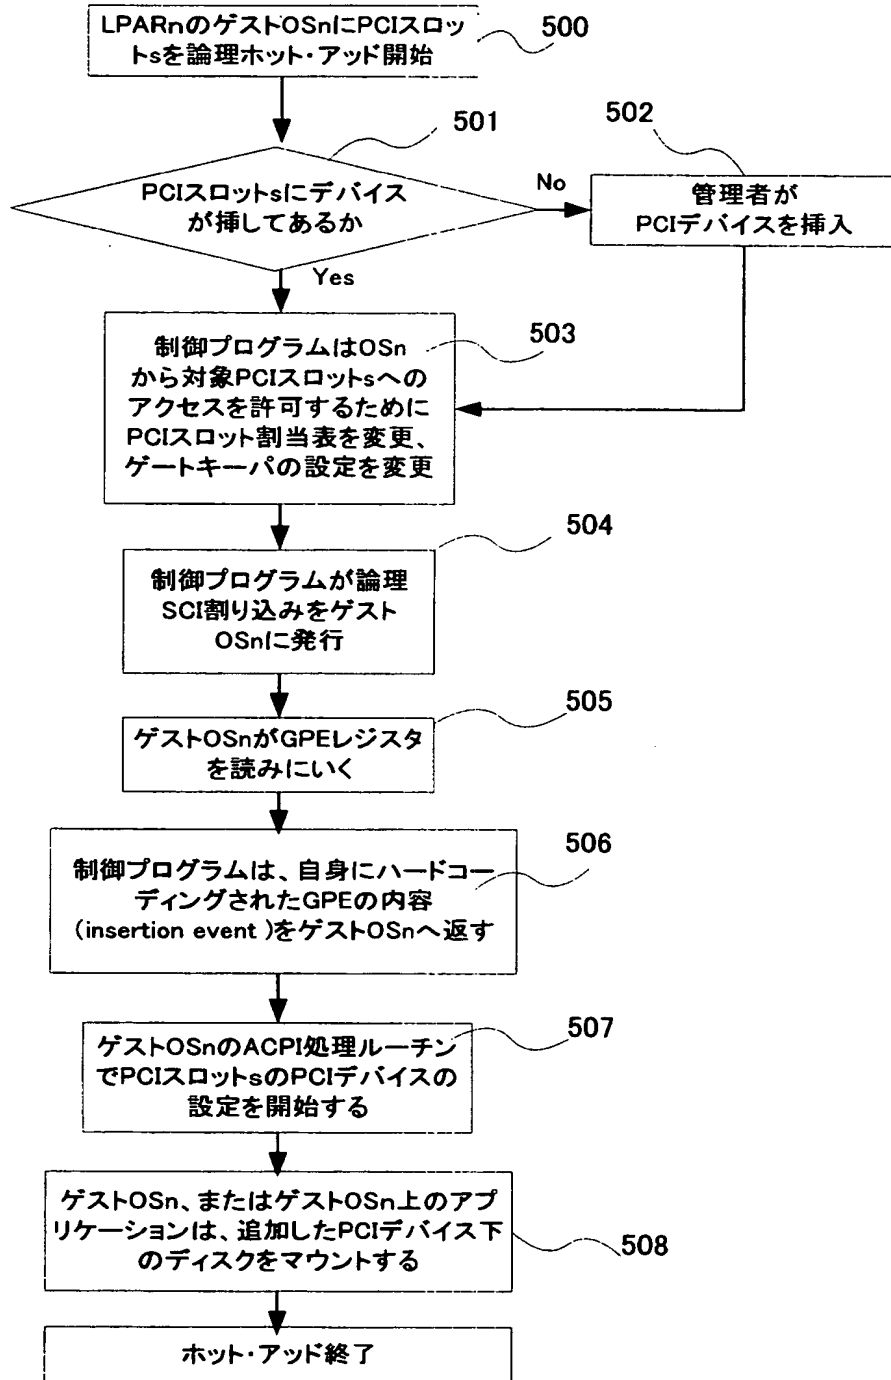 LPARnのゲストOSnにPCIスロッ
トsを論理ホット・アッド開始
500
501
PCIスロットsにデバイス
が挿してあるか
No
502
管理者が
PCIデバイスを挿入
Yes
503
制御プログラムはOSn
から対象PCIスロットsへの
アクセスを許可するために
PCIスロット割当表を変更、
ゲートキーパの設定を変更
504
制御プログラムが論理
SCI割り込みをゲスト
OSnに発行
505
ゲストOSnがGPEレジスタ
を読みにいく
506
制御プログラムは、自身にハードコー
ディングされたGPEの内容
(insertion event )をゲストOSnへ返す
507
ゲストOSnのACPI処理ルーチン
でPCIスロットsのPCIデバイスの
設定を開始する
ゲストOSn、またはゲストOSn上のアプ
リケーションは、追加したPCIデバイス下
のディスクをマウントする
508
ホット・アッド終了